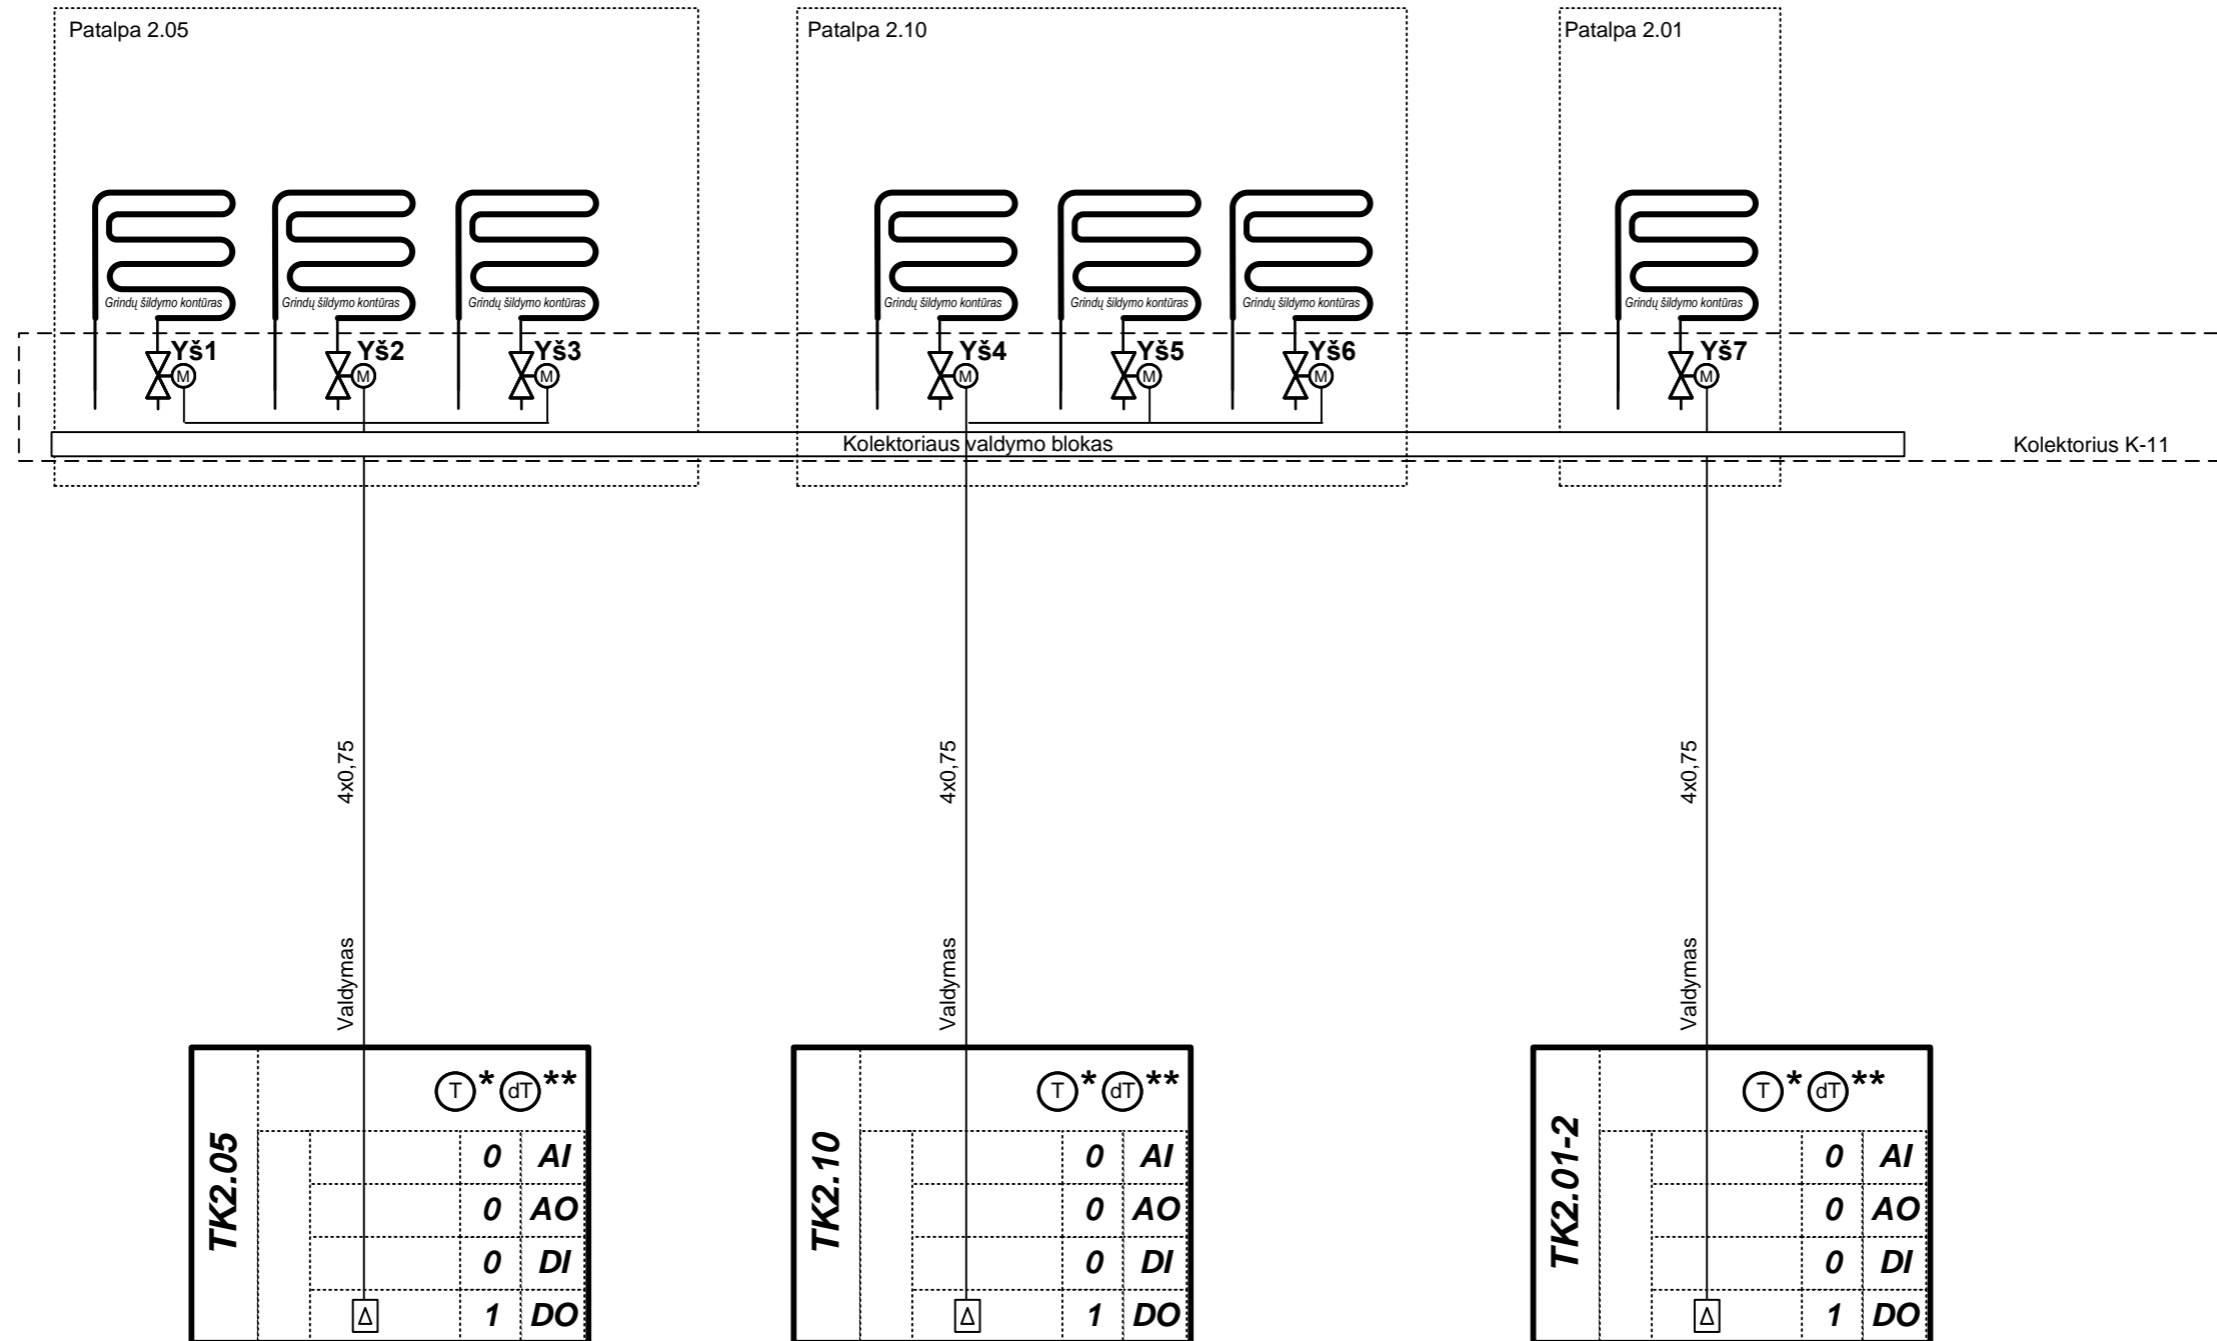 Patalpa 2.05
Patalpa 2.10
Patalpa 2.01
Grindų šildymo kontūras
Grindų šildymo kontūras
Grindų šildymo kontūras
Grindų šildymo kontūras
Grindų šildymo kontūras
Grindų šildymo kontūras
Grindų šildymo kontūras
Yš1
Yš2
Yš3
Yš4
Yš5
Yš6
Yš7
M
M
M
M
M
M
M
Kolektoriaus valdymo blokas
Kolektorius K-11
4x0,75
4x0,75
4x0,75
Valdymas
Valdymas
Valdymas
TK2.05
T * dT **
0 AI
0 AO
0 DI
Δ 1 DO
TK2.10
T * dT **
0 AI
0 AO
0 DI
Δ 1 DO
TK2.01-2
T * dT **
0 AI
0 AO
0 DI
Δ 1 DO